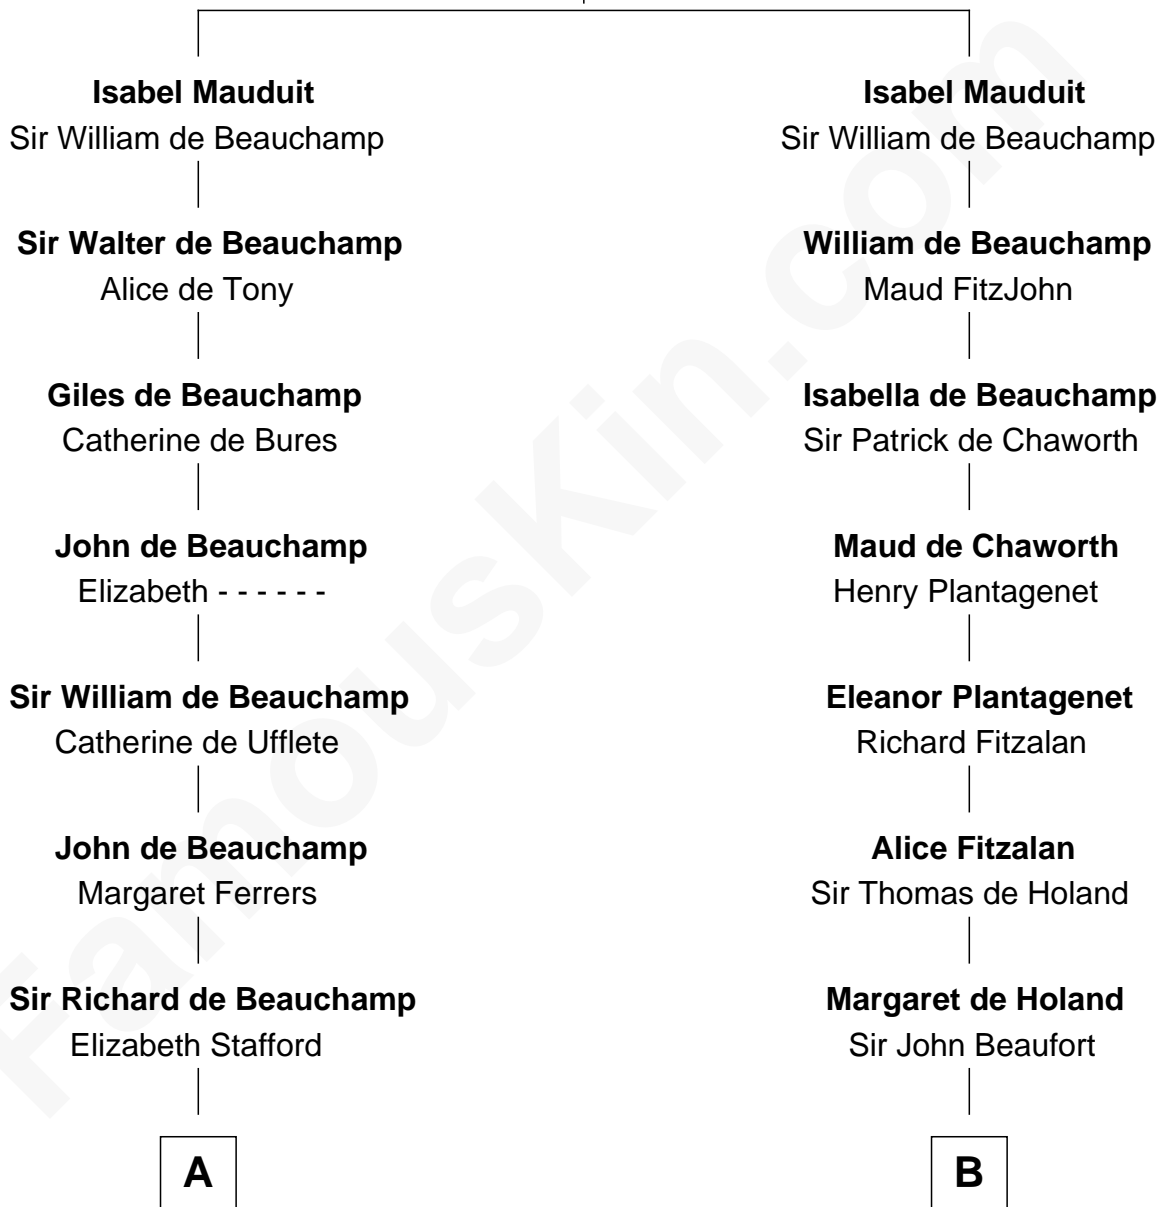 Isabel Mauduit
Sir William de Beauchamp
Sir Walter de Beauchamp
Alice de Tony
Giles de Beauchamp
Catherine de Bures
John de Beauchamp
Elizabeth - - - - - -
Sir William de Beauchamp
Catherine de Ufflete
John de Beauchamp
Margaret Ferrers
Sir Richard de Beauchamp
Elizabeth Stafford
A
Isabel Mauduit
Sir William de Beauchamp
William de Beauchamp
Maud FitzJohn
Isabella de Beauchamp
Sir Patrick de Chaworth
Maud de Chaworth
Henry Plantagenet
Eleanor Plantagenet
Richard Fitzalan
Alice Fitzalan
Sir Thomas de Holand
Margaret de Holand
Sir John Beaufort
B
FamousKin.com